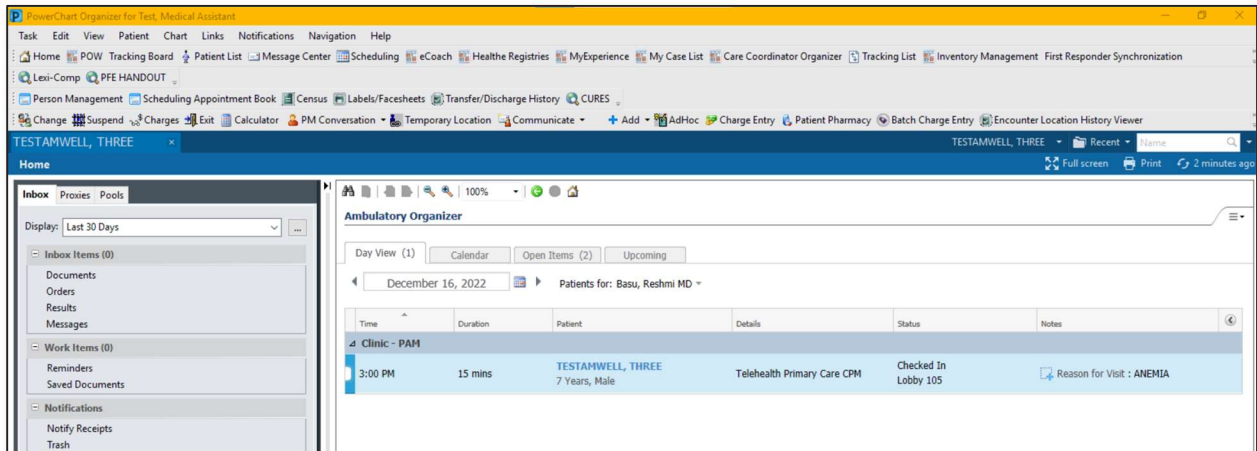 PowerChart Organizer for Test, Medical Assistant
Task Edit View Patient Chart Links Notifications Navigation Help
Home POW Tracking Board Patient List Message Center Scheduling eCoach Healthe Registries MyExperience My Case List Care Coordinator Organizer Tracking List Inventory Management First Responder Synchronization
Lexi-Comp PFE HANDOUT
Person Management Scheduling Appointment Book Census Labels/Facesheets Transfer/Discharge History CURES
Change Suspend Charges Exit Calculator PM Conversation Temporary Location Communicate Add AdHoc Charge Entry Patient Pharmacy Batch Charge Entry Encounter Location History Viewer
TESTAMWELL, THREE × TESTAMWELL, THREE Recent Name
Home Full screen Print 2 minutes ago
Inbox Proxies Pools
Display: Last 30 Days ...
Inbox Items (0)
Documents
Orders
Results
Messages
Work Items (0)
Reminders
Saved Documents
Notifications
Notify Receipts
Trash
100%
Ambulatory Organizer
Day View (1) Calendar Open Items (2) Upcoming
December 16, 2022 Patients for: Basu, Reshmi MD
Time Duration Patient Details Status Notes
Clinic - PAM
3:00 PM 15 mins TESTAMWELL, THREE Telehealth Primary Care CPM Checked In Reason for Visit : ANEMIA
7 Years, Male Lobby 105